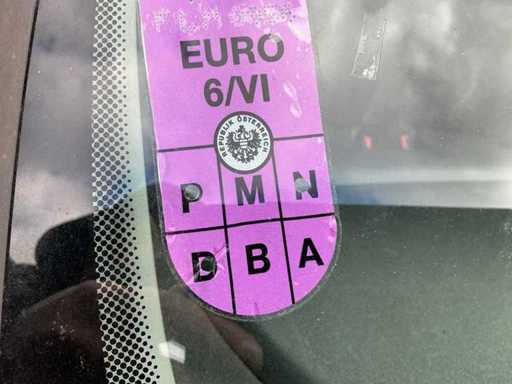 EURO
6/VI
REPUBLIK ÖSTERREICH
P M N
D B A